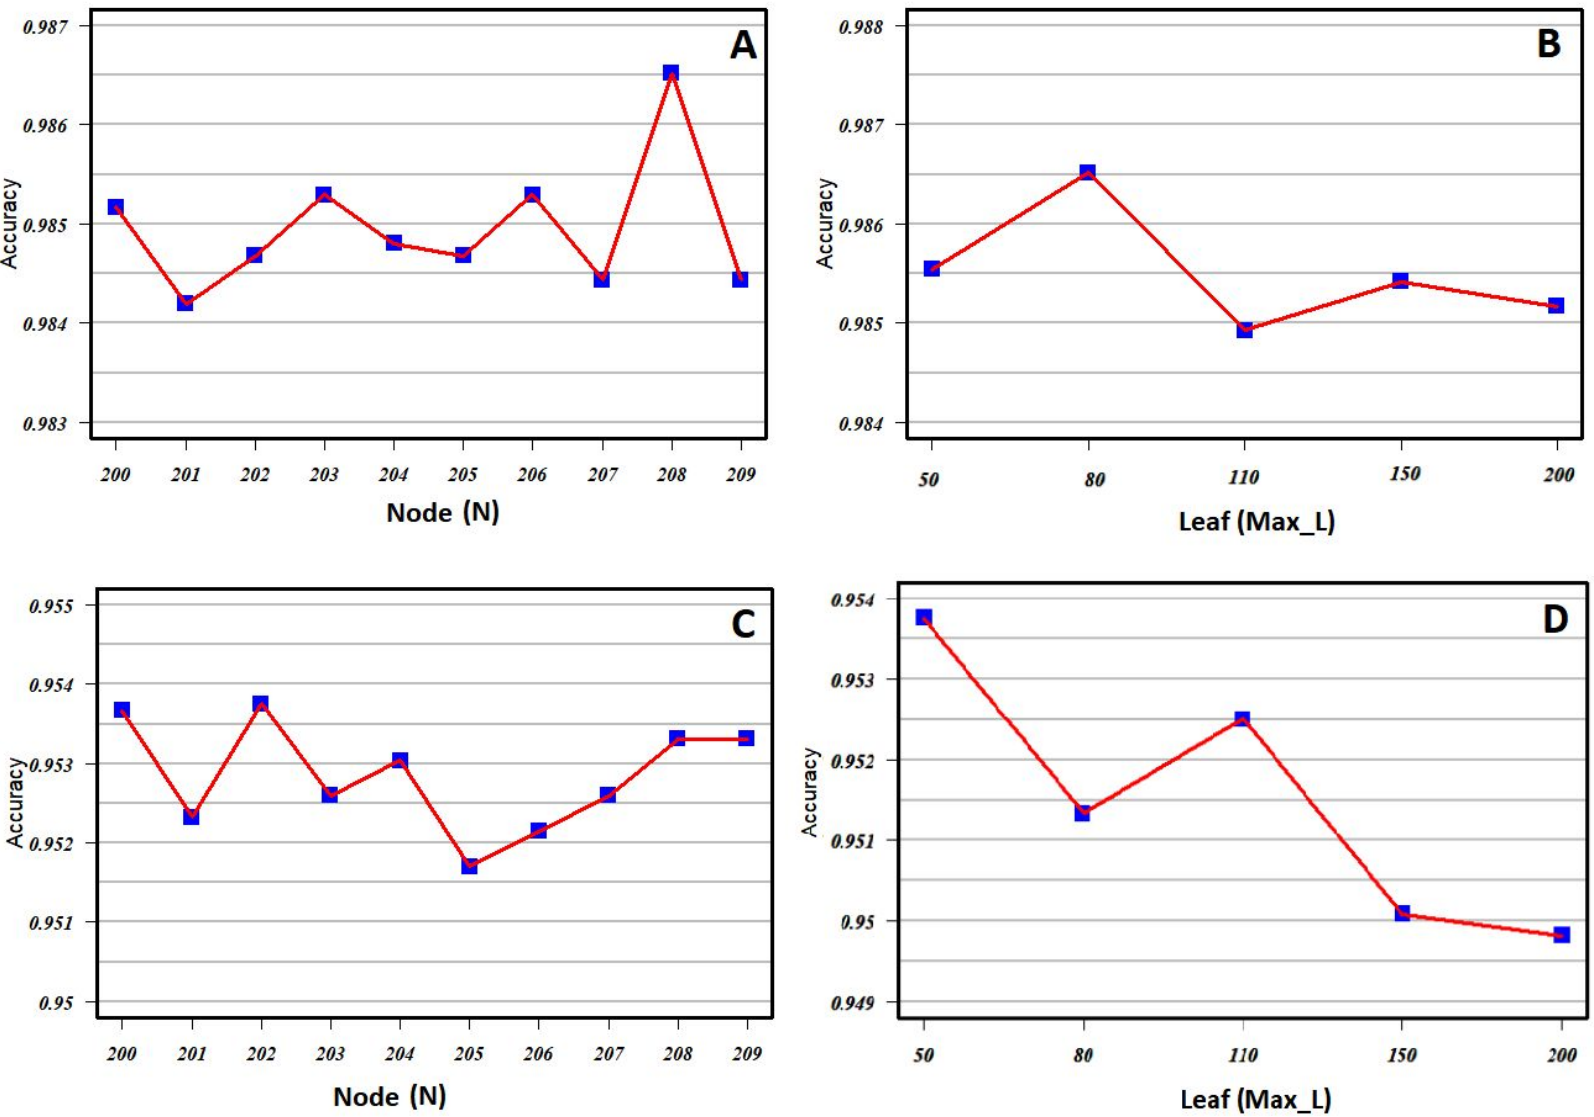 A
0.987
0.986
0.985
0.984
0.983
Accuracy
200 201 202 203 204 205 206 207 208 209
Node (N)
B
0.988
0.987
0.986
0.985
0.984
Accuracy
50 80 110 150 200
Leaf (Max_L)
C
0.955
0.954
0.953
0.952
0.951
0.95
Accuracy
200 201 202 203 204 205 206 207 208 209
Node (N)
D
0.954
0.953
0.952
0.951
0.95
0.949
Accuracy
50 80 110 150 200
Leaf (Max_L)